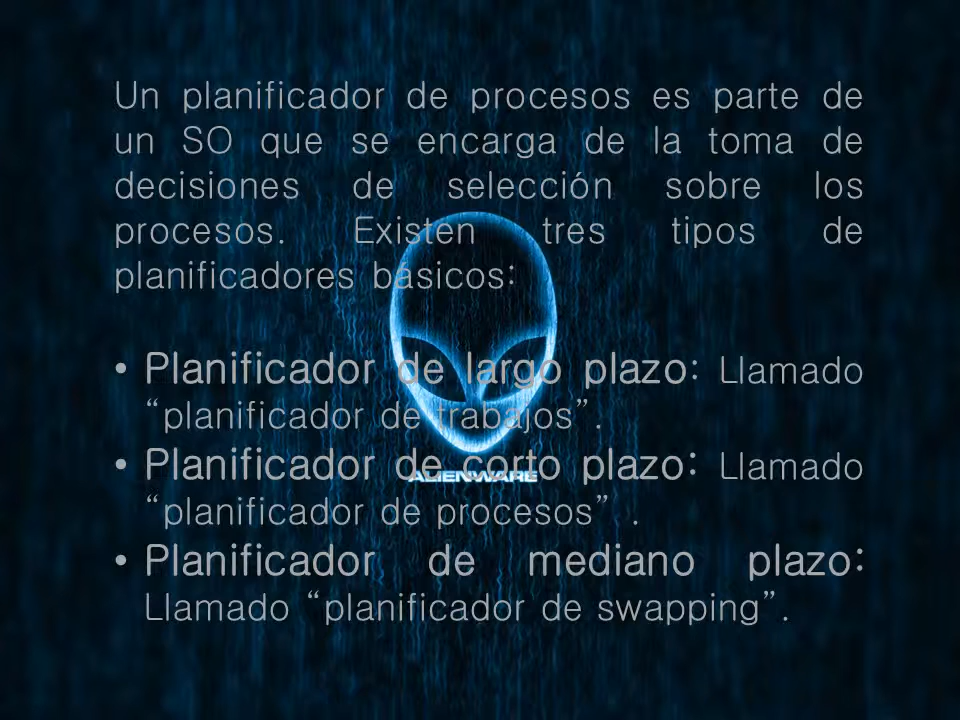 Un planificador de procesos es parte de
un SO que se encarga de la toma de
decisiones de selección sobre los
procesos. Existen tres tipos de
planificadores básicos:
• Planificador de largo plazo: Llamado
“planificador de trabajos”.
• Planificador de corto plazo: Llamado
“planificador de procesos” .
• Planificador de mediano plazo:
Llamado “planificador de swapping”.
ALIENWARE